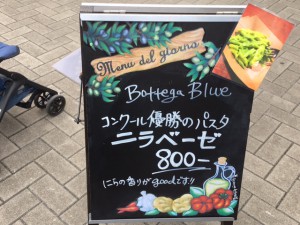 Menu del giorno
Bottega Blue
コンクール優勝のパスタ
ニラベーゼ
800-
にらの香りがgoodです!!